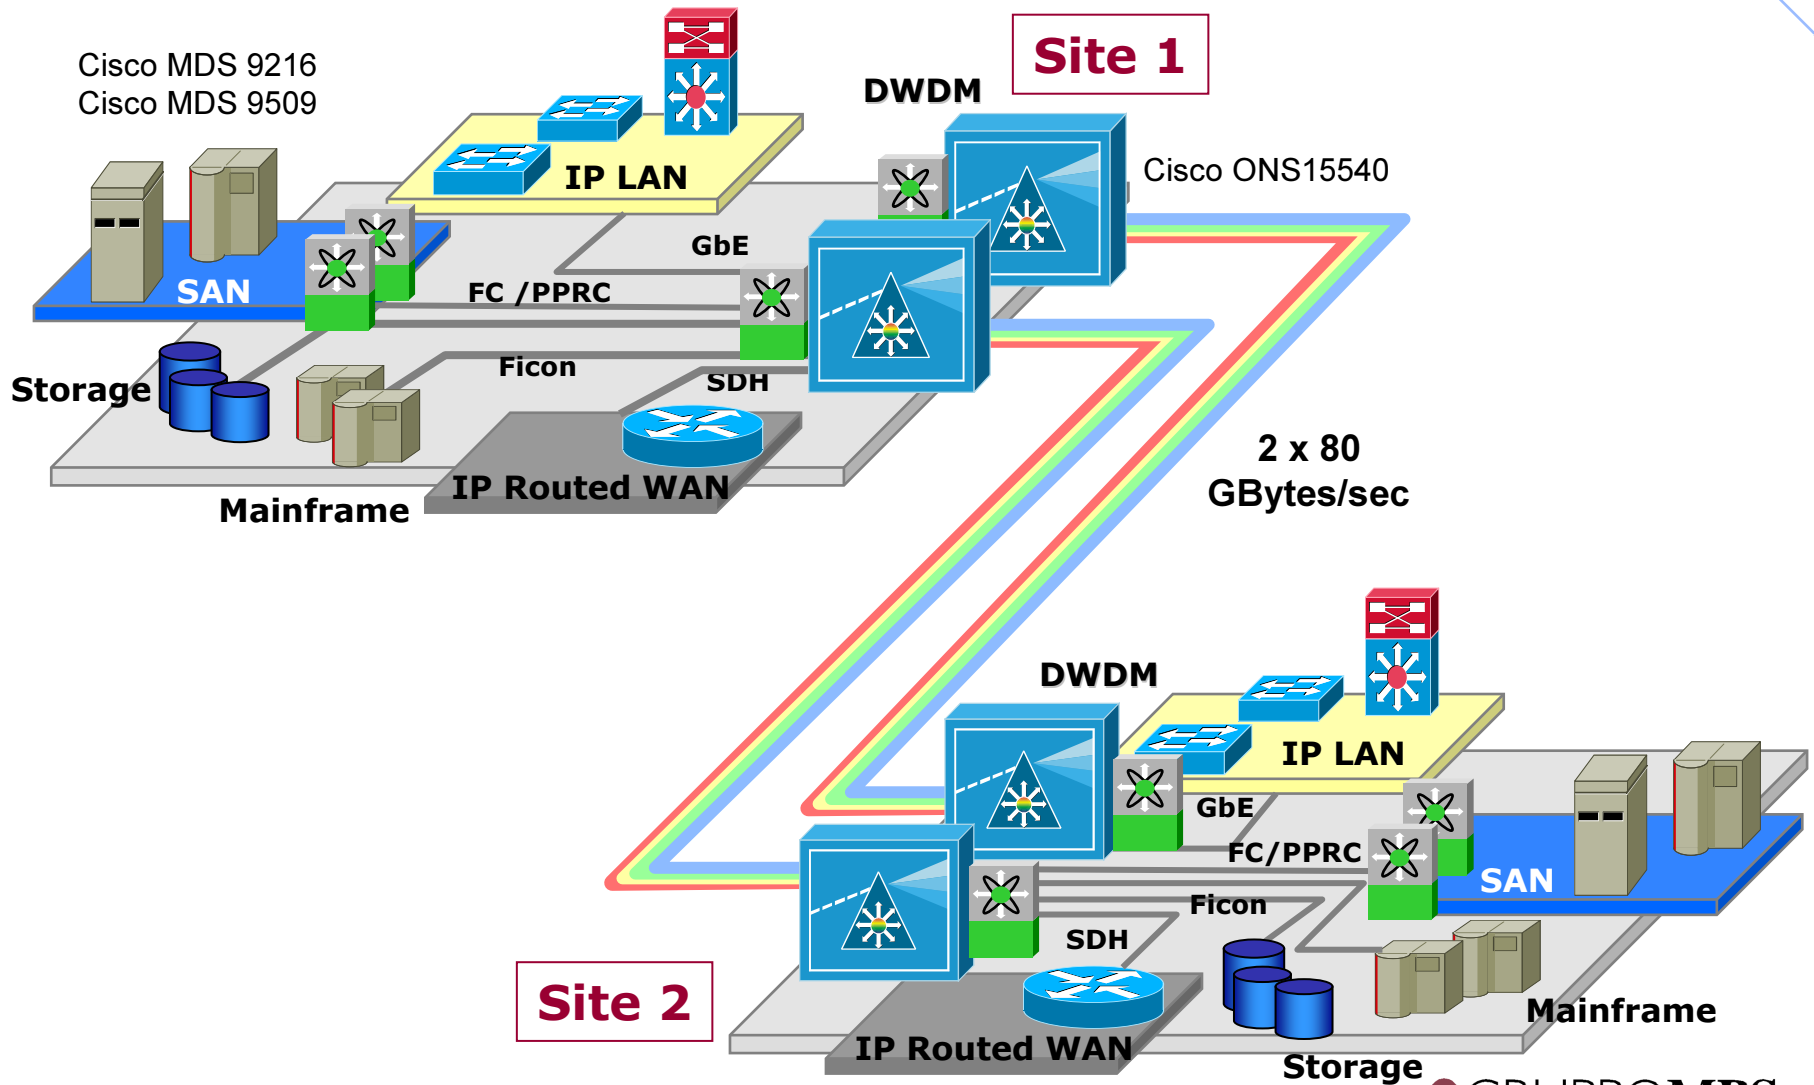 Cisco MDS 9216
Cisco MDS 9509
Site 1
DWDM
Cisco ONS15540
IP LAN
GbE
SAN
FC /PPRC
Ficon
SDH
Storage
IP Routed WAN
Mainframe
2 x 80
GBytes/sec
DWDM
IP LAN
GbE
FC/PPRC
SAN
Ficon
SDH
Site 2
Mainframe
IP Routed WAN
Storage